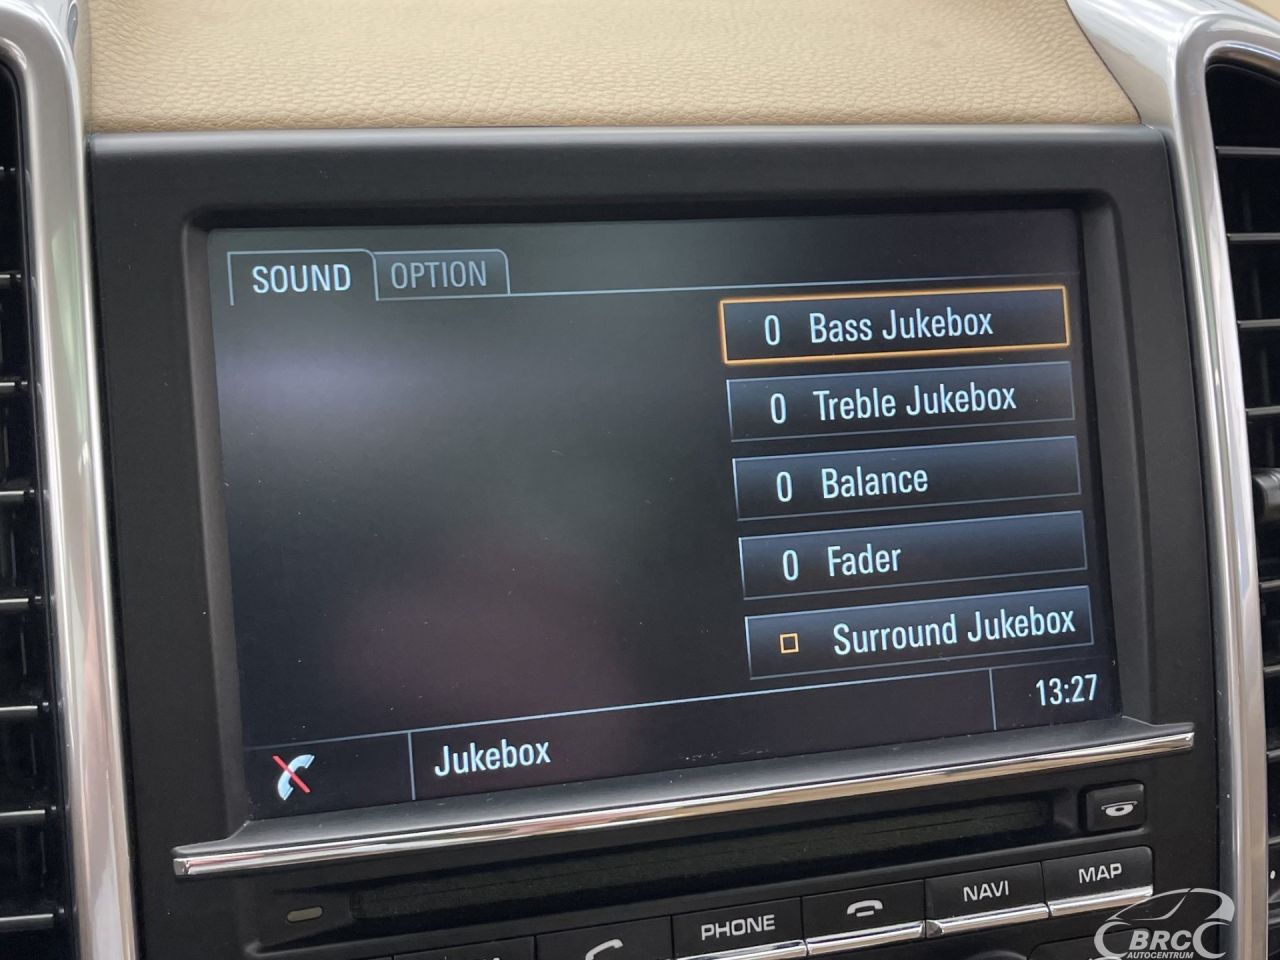 SOUND OPTION
0 Bass Jukebox
0 Treble Jukebox
0 Balance
0 Fader
Surround Jukebox
Jukebox 13:27
PHONE NAVI MAP
BRC
AUTOCENTRUM